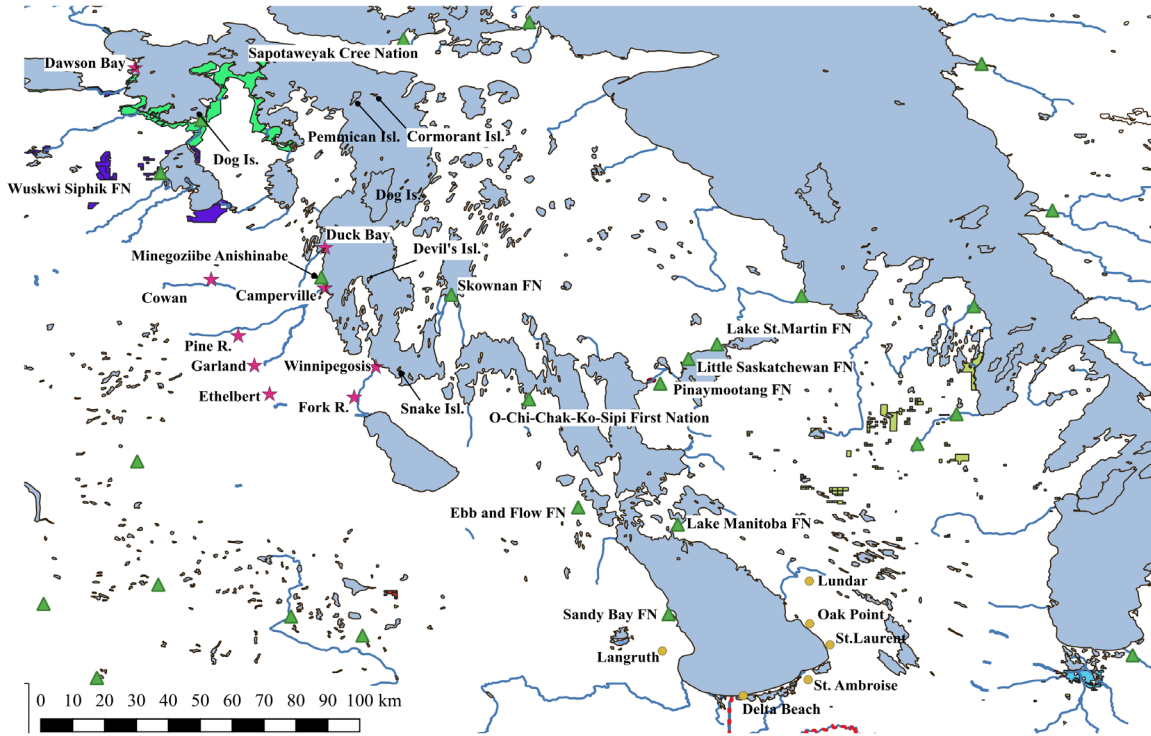 Sapotaweyak Cree Nation
Dawson Bay
Pemmican Isl.
Cormorant Isl.
Dog Is.
Wuskwi Siphik FN
Dog Is.
Duck Bay
Minegoziibe Anishinabe
Devil's Isl.
Skownan FN
Cowan
Camperville
Lake St.Martin FN
Pine R.
Garland
Winnipegosis
Little Saskatchewan FN
Pinaymootang FN
Ethelbert
Fork R.
Snake Isl.
O-Chi-Chak-Ko-Sipi First Nation
Ebb and Flow FN
Lake Manitoba FN
Lundar
Sandy Bay FN
Oak Point
St.Laurent
Langruth
St. Ambroise
Delta Beach
0 10 20 30 40 50 60 70 80 90 100 km